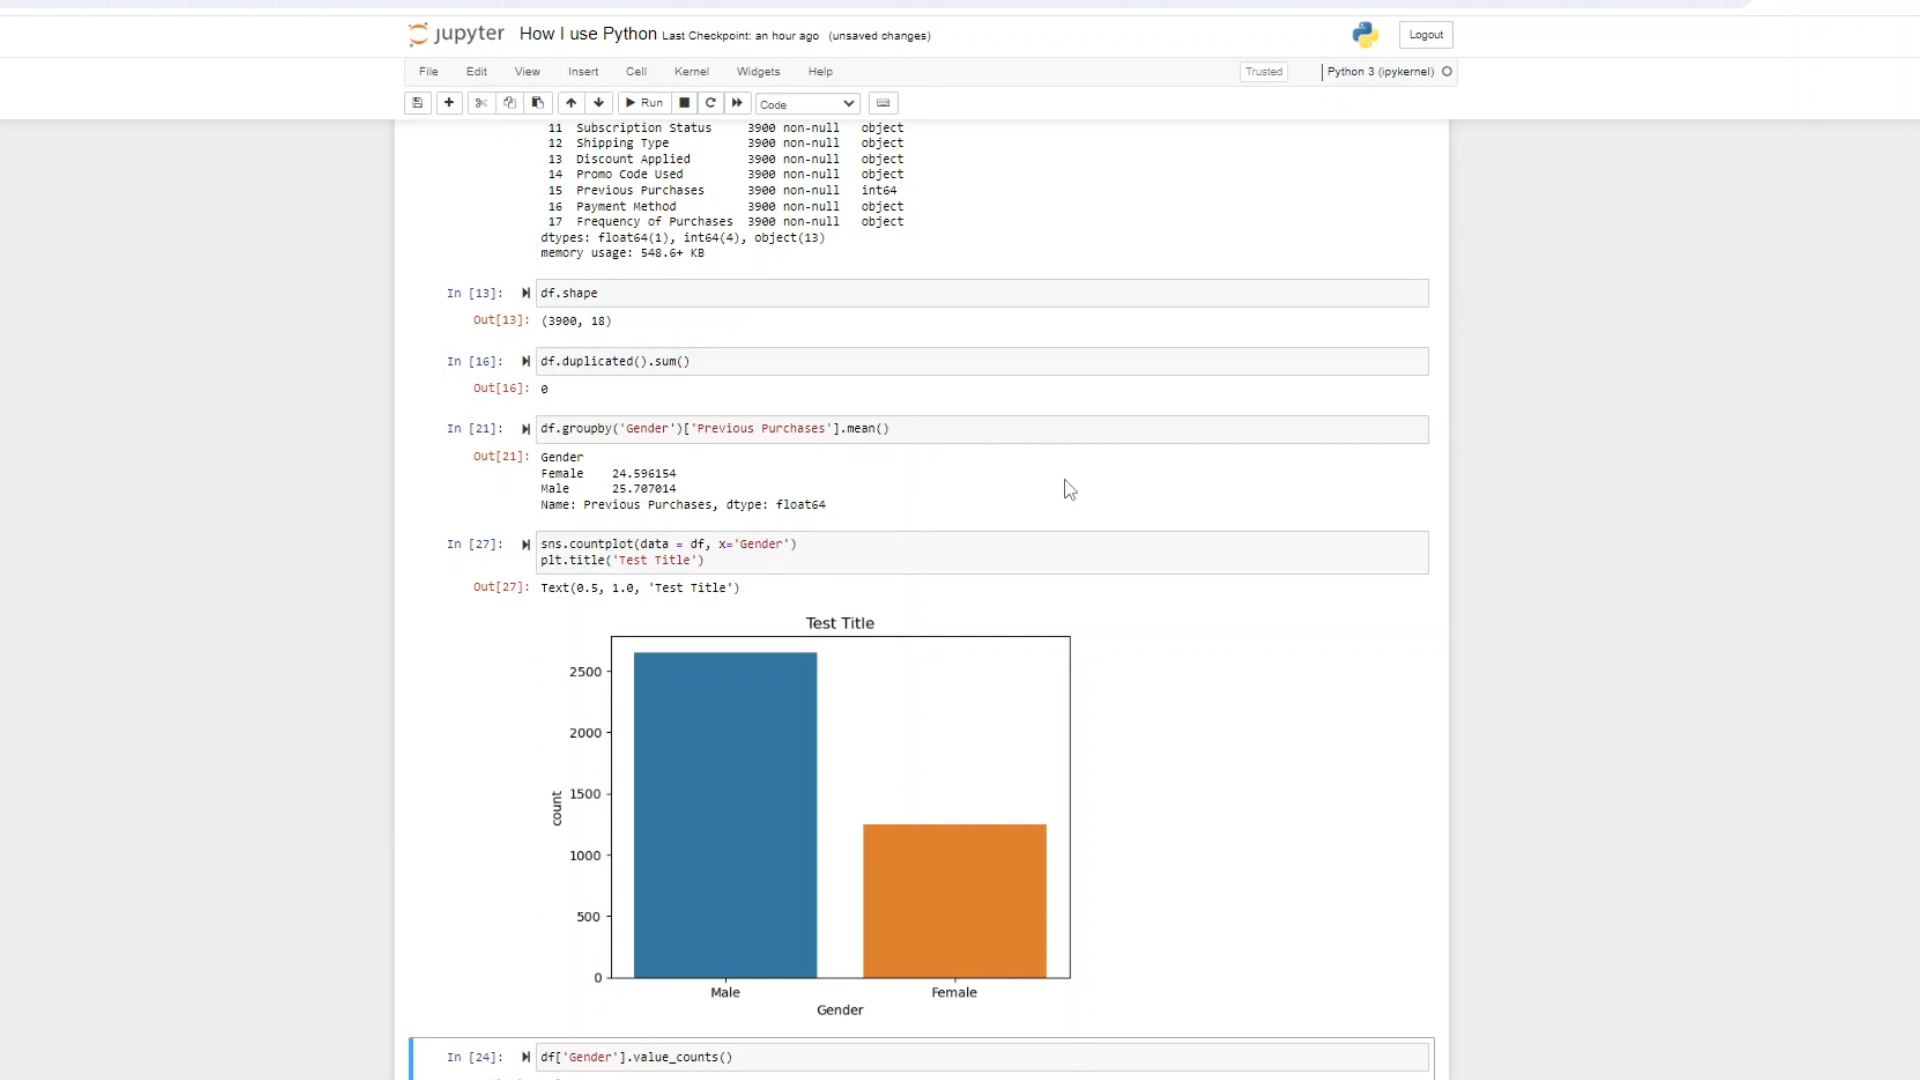 jupyter How I use Python Last Checkpoint: an hour ago (unsaved changes) Logout
File Edit View Insert Cell Kernel Widgets Help Trusted Python 3 (ipykernel)
Run Code
11 Subscription Status 3900 non-null object
12 Shipping Type 3900 non-null object
13 Discount Applied 3900 non-null object
14 Promo Code Used 3900 non-null object
15 Previous Purchases 3900 non-null int64
16 Payment Method 3900 non-null object
17 Frequency of Purchases 3900 non-null object
dtypes: float64(1), int64(4), object(13)
memory usage: 548.6+ KB
In [13]: df.shape
Out[13]: (3900, 18)
In [16]: df.duplicated().sum()
Out[16]: 0
In [21]: df.groupby('Gender')['Previous Purchases'].mean()
Out[21]: Gender
Female 24.596154
Male 25.707014
Name: Previous Purchases, dtype: float64
In [27]: sns.countplot(data = df, x='Gender')
plt.title('Test Title')
Out[27]: Text(0.5, 1.0, 'Test Title')
Test Title
2500
2000
1500
count
1000
500
0
Male Female
Gender
In [24]: df['Gender'].value_counts()